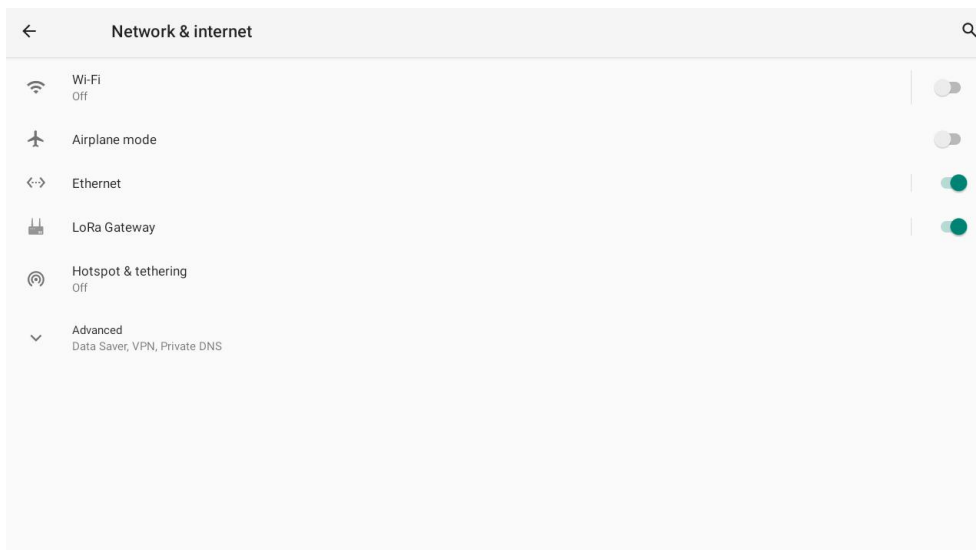 Network & internet
Wi-Fi
Off
Airplane mode
Ethernet
LoRa Gateway
Hotspot & tethering
Off
Advanced
Data Saver, VPN, Private DNS